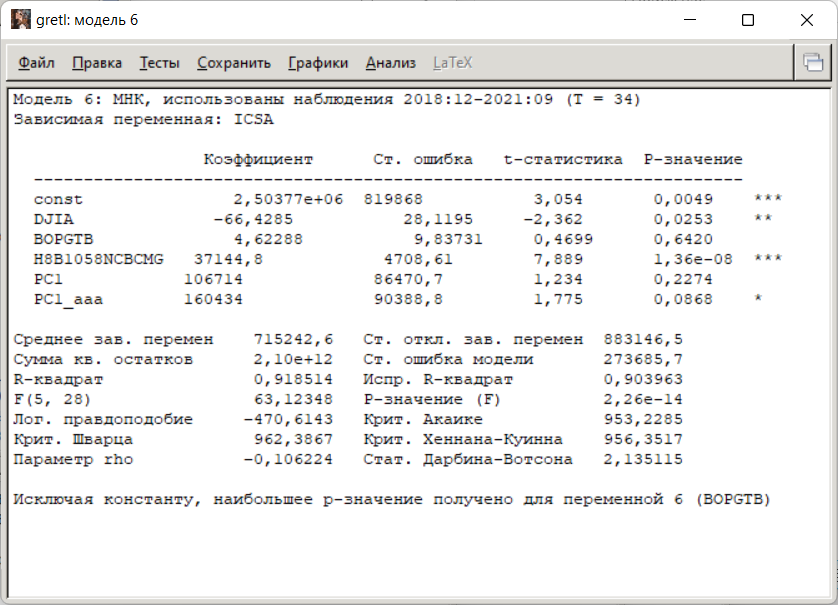 gretl: модель 6
Файл Правка Тесты Сохранить Графики Анализ LaTeX
Модель 6: МНК, использованы наблюдения 2018:12-2021:09 (T = 34)
Зависимая переменная: ICSA
Коэффициент Ст. ошибка t-статистика P-значение
const 2,50377e+06 819868 3,054 0,0049 ***
DJIA −66,4285 28,1195 −2,362 0,0253 **
BOPGTB 4,62288 9,83731 0,4699 0,6420
H8B1058NCBCMG 37144,8 4708,61 7,889 1,36e-08 ***
PC1 106714 86470,7 1,234 0,2274
PC1_aaa 160434 90388,8 1,775 0,0868 *
Среднее зав. перемен 715242,6 Ст. откл. зав. перемен 883146,5
Сумма кв. остатков 2,10e+12 Ст. ошибка модели 273685,7
R-квадрат 0,918514 Испр. R-квадрат 0,903963
F(5, 28) 63,12348 Р-значение (F) 2,26e-14
Лог. правдоподобие −470,6143 Крит. Акаике 953,2285
Крит. Шварца 962,3867 Крит. Хеннана-Куинна 956,3517
Параметр rho −0,106224 Стат. Дарбина-Вотсона 2,135115
Исключая константу, наибольшее р-значение получено для переменной 6 (BOPGTB)